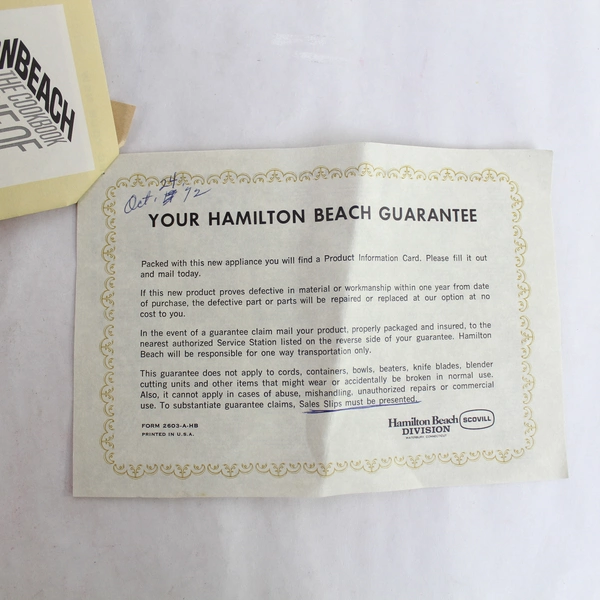 NBEACH
THE COOKBOOK
Oct. 24 72
YOUR HAMILTON BEACH GUARANTEE
Packed with this new appliance you will find a Product Information Card. Please fill it out
and mail today.
If this new product proves defective in material or workmanship within one year from date
of purchase, the defective part or parts will be repaired or replaced at our option at no
cost to you.
In the event of a guarantee claim mail your product, properly packaged and insured, to the
nearest authorized Service Station listed on the reverse side of your guarantee. Hamilton
Beach will be responsible for one way transportation only.
This guarantee does not apply to cords, containers, bowls, beaters, knife blades, blender
cutting units and other items that might wear or accidentally be broken in normal use.
Also, it cannot apply in cases of abuse, mishandling, unauthorized repairs or commercial
use. To substantiate guarantee claims, Sales Slips must be presented.
FORM 2603-A-HB
PRINTED IN U.S.A.
Hamilton Beach
DIVISION
SCOVILL
WATERBURY, CONNECTICUT